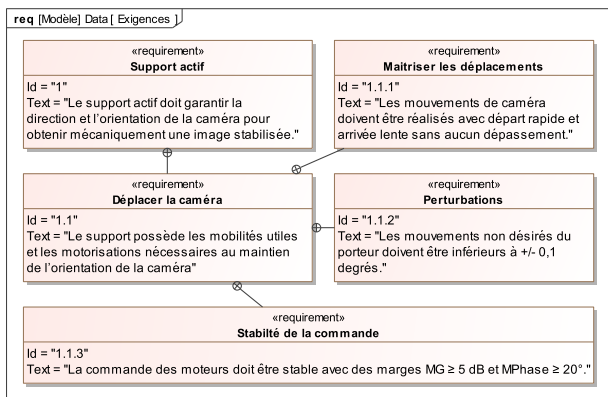 req [Modèle] Data [ Exigences ]
«requirement»
Support actif
Id = "1"
Text = "Le support actif doit garantir la
direction et l'orientation de la caméra pour
obtenir mécaniquement une image stabilisée."
«requirement»
Maitriser les déplacements
Id = "1.1.1"
Text = "Les mouvements de caméra
doivent être réalisés avec départ rapide et
arrivée lente sans aucun dépassement."
«requirement»
Déplacer la caméra
Id = "1.1"
Text = "Le support possède les mobilités utiles
et les motorisations nécessaires au maintien
de l'orientation de la caméra"
«requirement»
Perturbations
Id = "1.1.2"
Text = "Les mouvements non désirés du
porteur doivent être inférieurs à +/- 0,1
degrés."
«requirement»
Stabilté de la commande
Id = "1.1.3"
Text = "La commande des moteurs doit être stable avec des marges MG ≥ 5 dB et MPhase ≥ 20°."